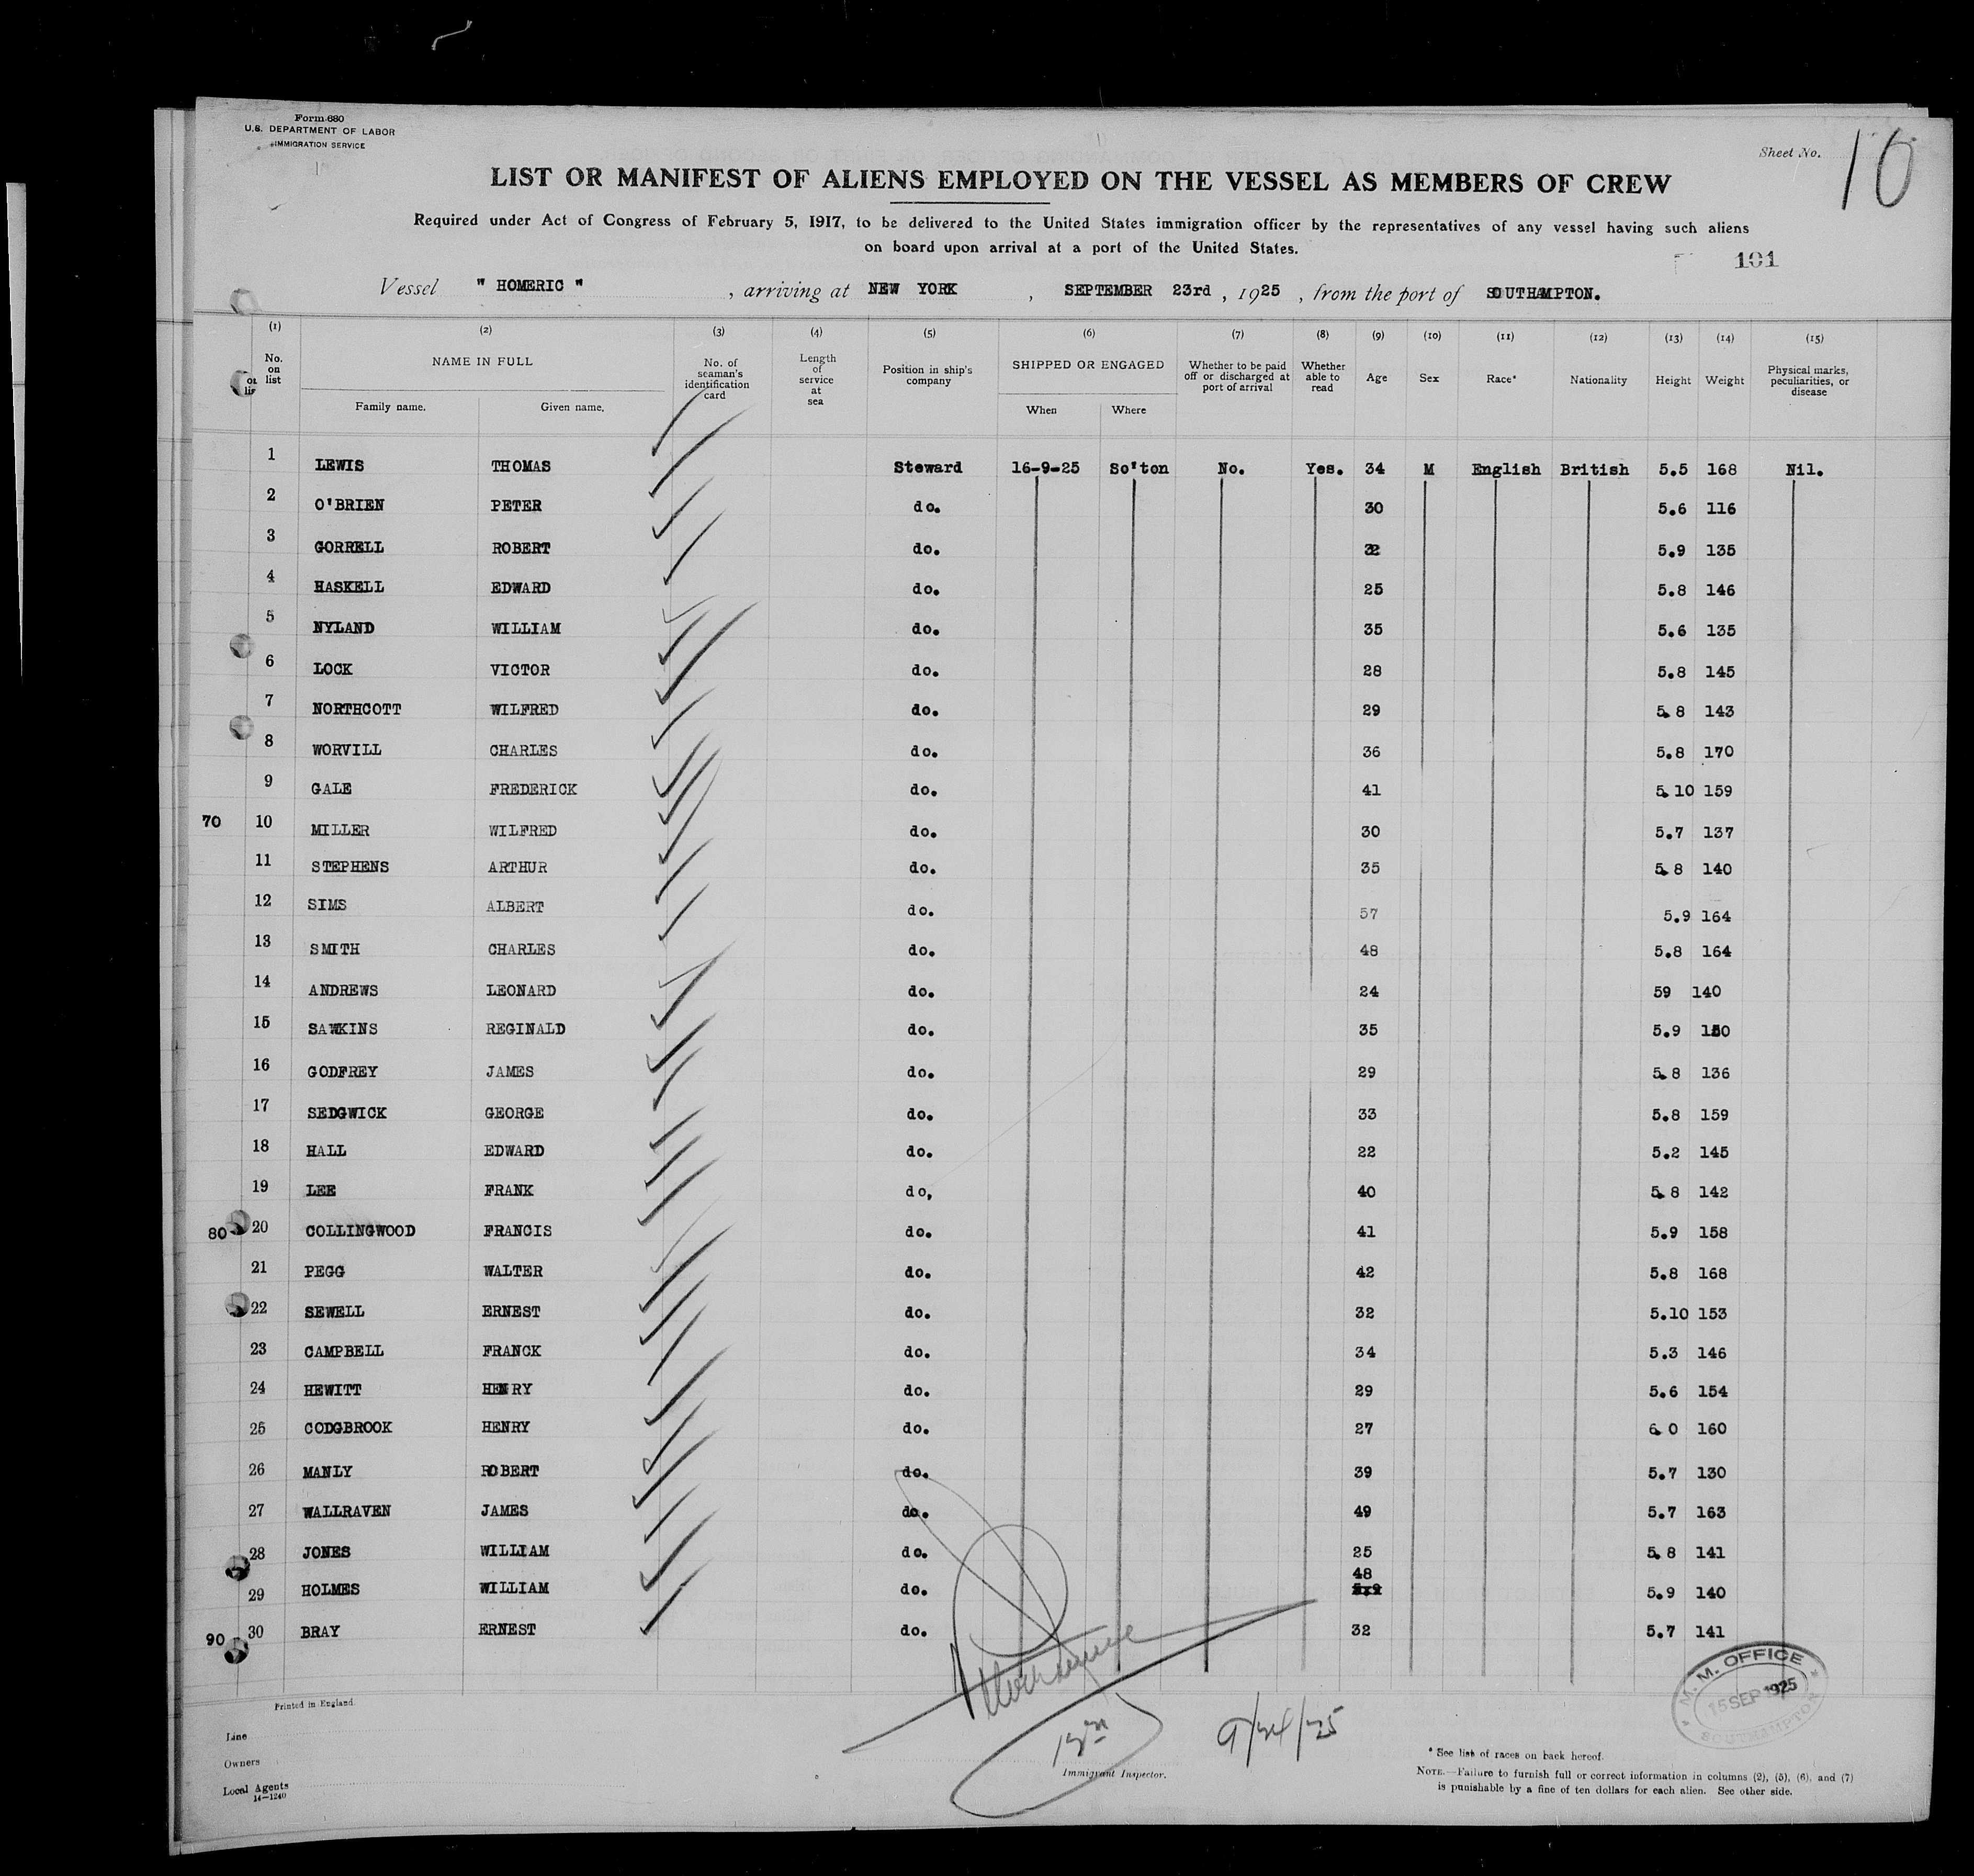 Form 680
U.S. DEPARTMENT OF LABOR
IMMIGRATION SERVICE
Sheet No. 10
LIST OR MANIFEST OF ALIENS EMPLOYED ON THE VESSEL AS MEMBERS OF CREW
Required under Act of Congress of February 5, 1917, to be delivered to the United States immigration officer by the representatives of any vessel having such aliens
on board upon arrival at a port of the United States.
101
Vessel " HOMERIC " , arriving at NEW YORK , SEPTEMBER 23rd , 1925 , from the port of SOUTHAMPTON.
(1) (2) (3) (4) (5) (6) (7) (8) (9) (10) (11) (12) (13) (14) (15)
No. on list NAME IN FULL Family name. Given name. No. of seaman's identification card Length of service at sea Position in ship's company SHIPPED OR ENGAGED When Where Whether to be paid off or discharged at port of arrival Whether able to read Age Sex Race* Nationality Height Weight Physical marks, peculiarities, or disease
1 LEWIS THOMAS Steward 16-9-25 So'ton No. Yes. 34 M English British 5.5 168 Nil.
2 O'BRIEN PETER do. 30 5.6 116
3 GORRELL ROBERT do. 5.9 135
4 HASKELL EDWARD do. 25 5.8 146
5 NYLAND WILLIAM do. 35 5.6 135
6 LOCK VICTOR do. 28 5.8 145
7 NORTHCOTT WILFRED do. 29 5.8 143
8 WORVILL CHARLES do. 36 5.8 170
9 GALE FREDERICK do. 41 5.10 159
70 10 MILLER WILFRED do. 30 5.7 137
11 STEPHENS ARTHUR do. 35 5.8 140
12 SIMS ALBERT do. 57 5.9 164
13 SMITH CHARLES do. 48 5.8 164
14 ANDREWS LEONARD do. 24 59 140
15 SAWKINS REGINALD do. 35 5.9
16 GODFREY JAMES do. 29 5.8 136
17 SEDGWICK GEORGE do. 33 5.8 159
18 HALL EDWARD do. 22 5.2 145
19 LEE FRANK do, 40 5.8 142
80 20 COLLINGWOOD FRANCIS do. 41 5.9 158
21 PEGG WALTER do. 42 5.8 168
22 SEWELL ERNEST do. 32 5.10 153
23 CAMPBELL FRANCK do. 34 5.3 146
24 HEWITT HENRY do. 29 5.6 154
25 CODGBROOK HENRY do. 27 6.0 160
26 MANLY ROBERT do. 39 5.7 130
27 WALLRAVEN JAMES do. 49 5.7 163
28 JONES WILLIAM do. 25 5.8 141
29 HOLMES WILLIAM do. 48 5.9 140
90 30 BRAY ERNEST do. 32 5.7 141
Printed in England.
M. M. OFFICE
15 SEP 1925
SOUTHAMPTON
Line
Owners
Local Agents
14—1240
9/24/25
Immigrant Inspector.
* See list of races on back hereof.
NOTE.—Failure to furnish full or correct information in columns (2), (5), (6), and (7)
is punishable by a fine of ten dollars for each alien. See other side.